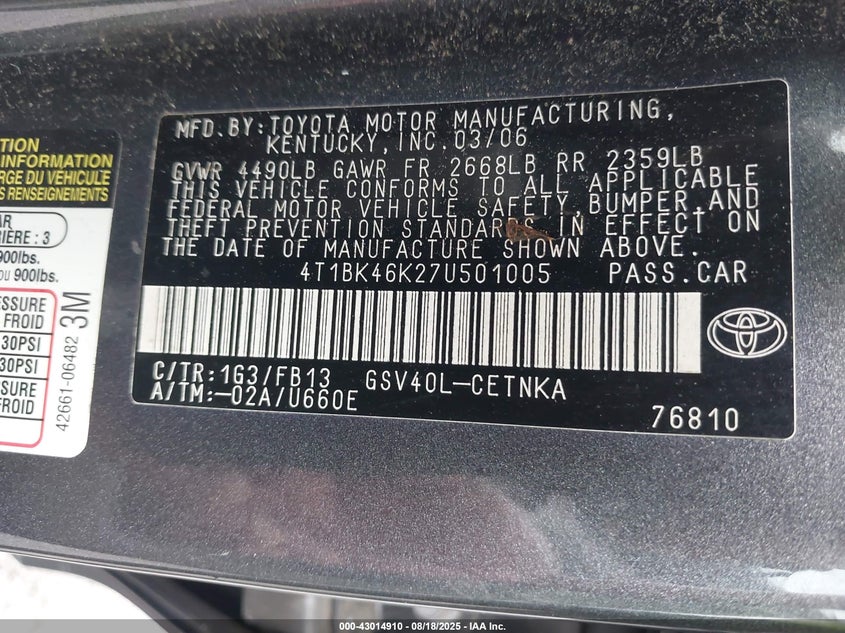 MFD.BY:TOYOTA MOTOR MANUFACTURING,
KENTUCKY, INC.03/06
GVWR 4490LB GAWR FR 2668LB RR 2359LB
THIS VEHICLE CONFORMS TO ALL APPLICABLE
FEDERAL MOTOR VEHICLE SAFETY,BUMPER,AND
THEFT PREVENTION STANDARDS IN EFFECT ON
THE DATE OF MANUFACTURE SHOWN ABOVE.
4T1BK46K27U501005 PASS.CAR
C/TR:1G3/FB13 GSV40L-CETNKA
A/TM:-02A/U660E
76810
TION
INFORMATION
RGE DU VÉHICULE
S RENSEIGNEMENTS
AR
IÈRE : 3
900lbs.
ou 900lbs.
ESSURE
FROID
30PSI
30PSI
ESSURE
FROID
42661-06482 3M
000-43014910 - 08/18/2025 - IAA Inc.